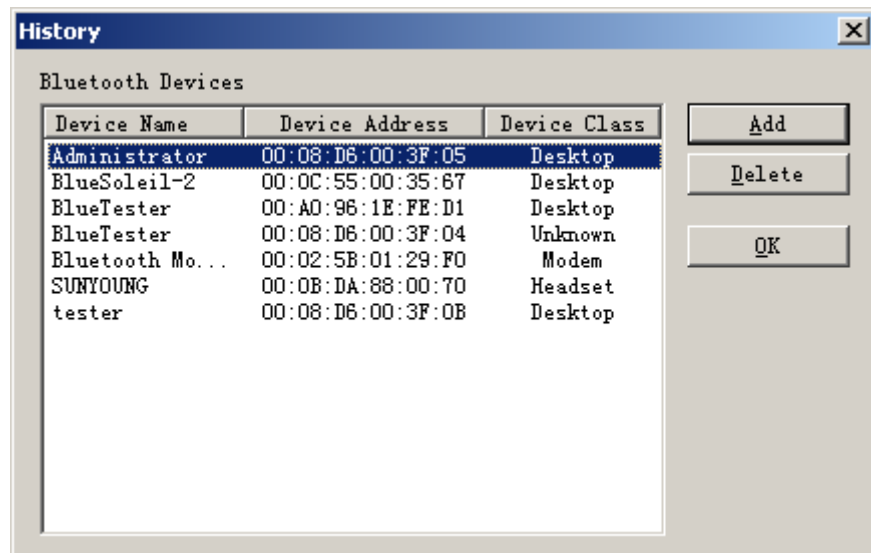 History
Bluetooth Devices
Device Name Device Address Device Class
Administrator 00:08:D6:00:3F:05 Desktop
BlueSoleil-2 00:0C:55:00:35:67 Desktop
BlueTester 00:A0:96:1E:FE:D1 Desktop
BlueTester 00:08:D6:00:3F:04 Unknown
Bluetooth Mo... 00:02:5B:01:29:F0 Modem
SUNYOUNG 00:0B:DA:88:00:70 Headset
tester 00:08:D6:00:3F:0B Desktop
Add
Delete
OK